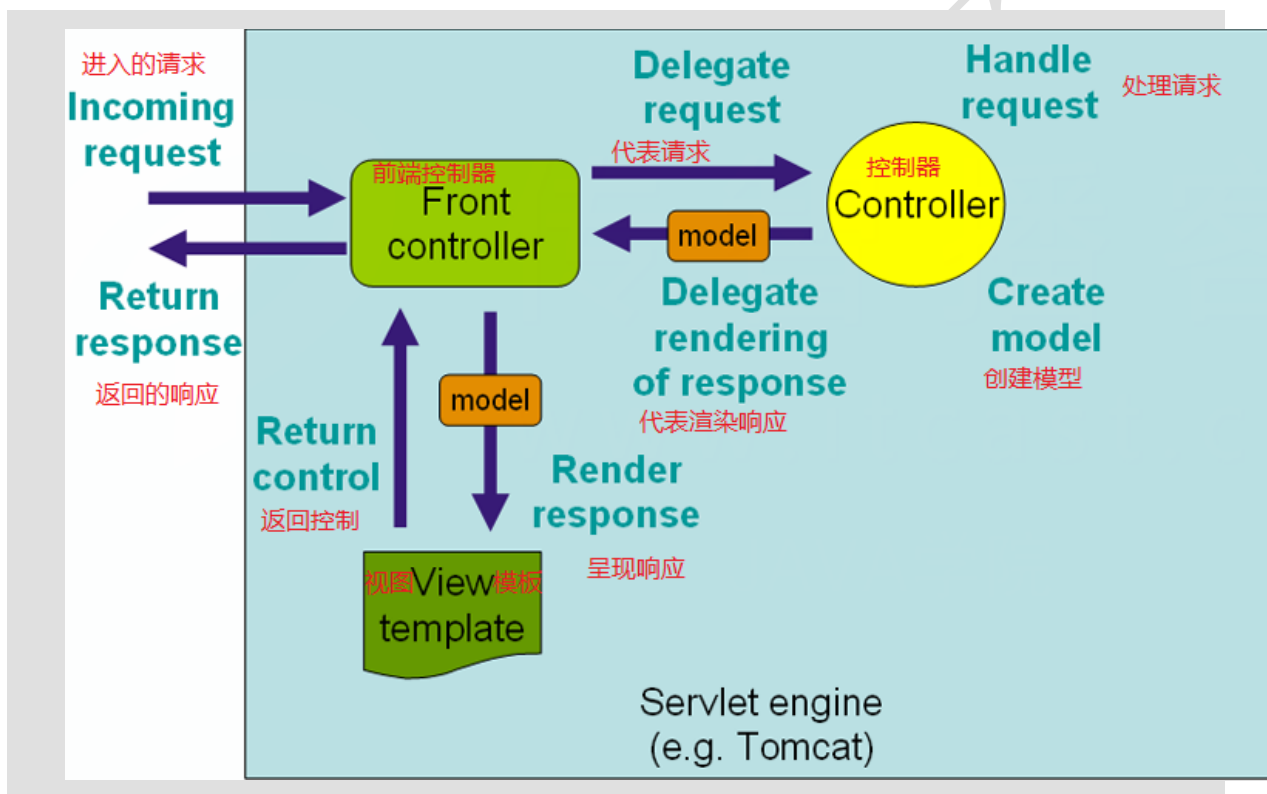 进入的请求
Incoming
request
Delegate
request
代表请求
Handle
request
处理请求
前端控制器
Front
controller
控制器
Controller
model
Return
response
返回的响应
Delegate
rendering
of response
代表渲染响应
Create
model
创建模型
model
Return
control
返回控制
Render
response
呈现响应
视图View模板
template
Servlet engine
(e.g. Tomcat)